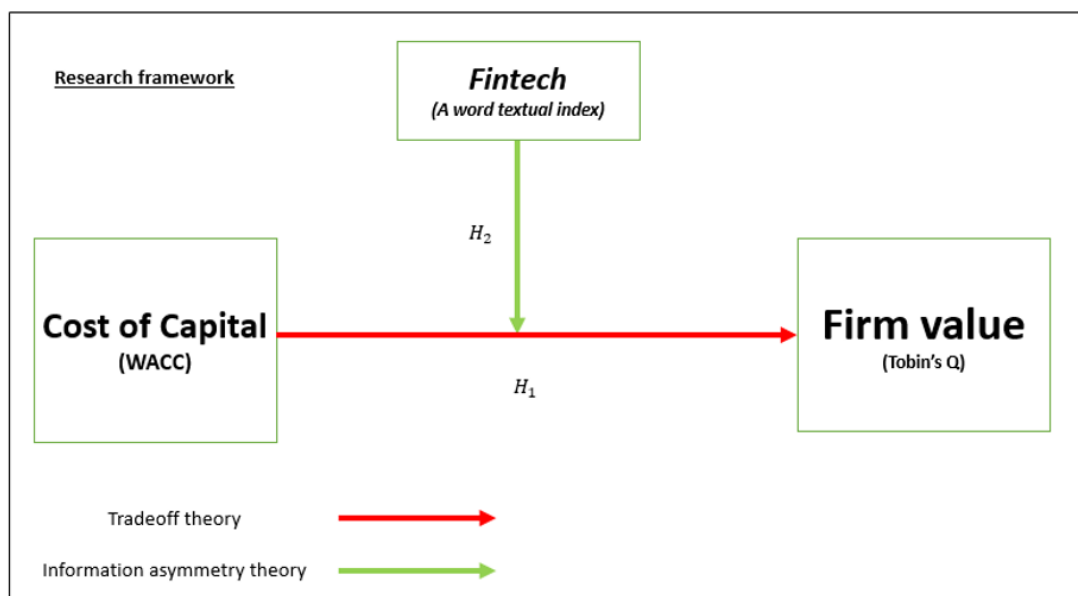 Research framework
Fintech
(A word textual index)
H₂
Cost of Capital
(WACC)
Firm value
(Tobin's Q)
H₁
Tradeoff theory
Information asymmetry theory